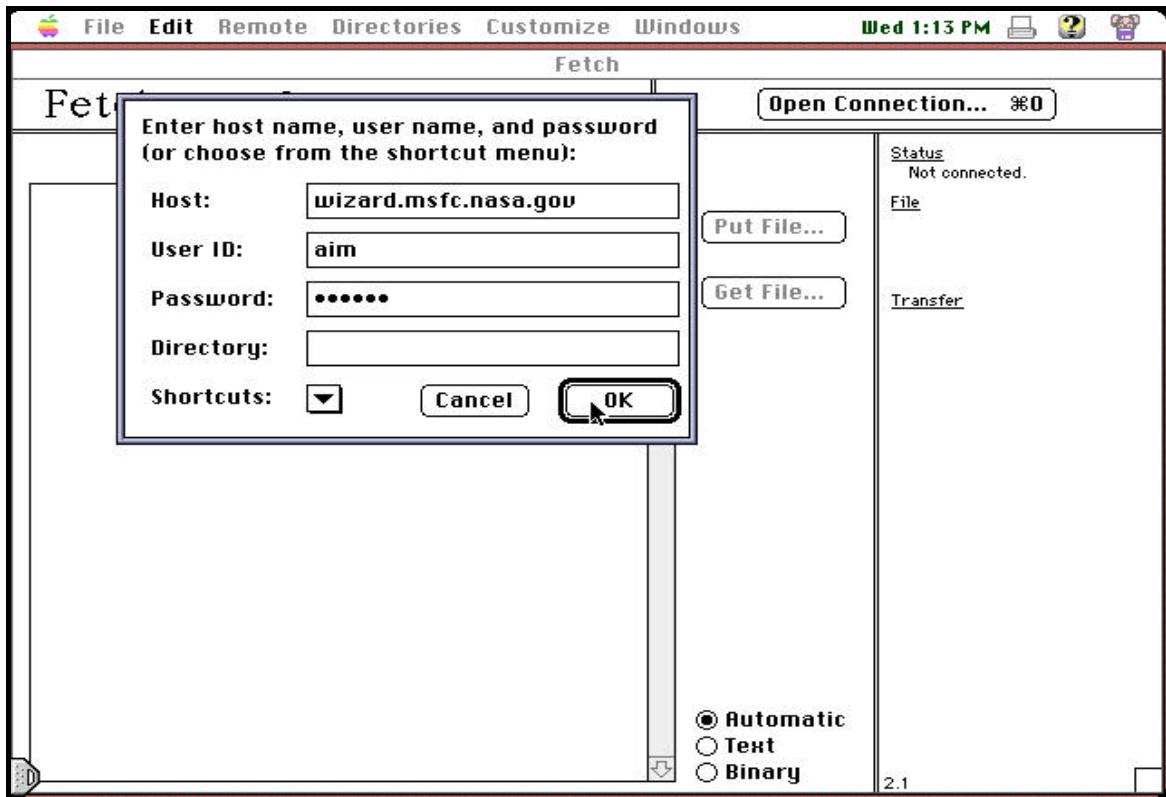 File Edit Remote Directories Customize Windows Wed 1:13 PM
Fetch
Open Connection... ⌘O
Enter host name, user name, and password
(or choose from the shortcut menu):
Host: wizard.msfc.nasa.gov
User ID: aim
Password: ••••••
Directory:
Shortcuts:
Cancel OK
Put File...
Get File...
Status
Not connected.
File
Transfer
Automatic
Text
Binary
2.1